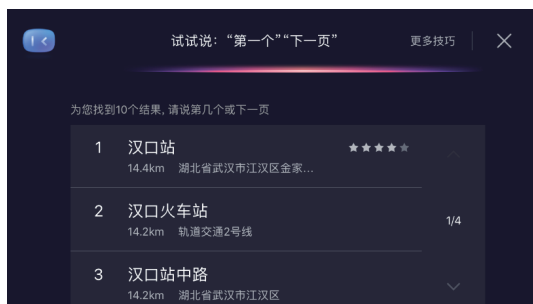 试试说：“第一个”“下一页”
更多技巧
为您找到10个结果, 请说第几个或下一页
1 汉口站
14.4km 湖北省武汉市江汉区金家...
2 汉口火车站
14.2km 轨道交通2号线
1/4
3 汉口站中路
14.2km 湖北省武汉市江汉区